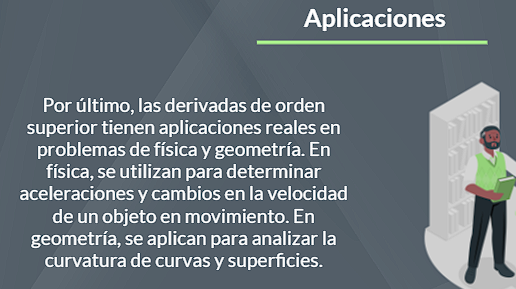 Aplicaciones
Por último, las derivadas de orden
superior tienen aplicaciones reales en
problemas de física y geometría. En
física, se utilizan para determinar
aceleraciones y cambios en la velocidad
de un objeto en movimiento. En
geometría, se aplican para analizar la
curvatura de curvas y superficies.